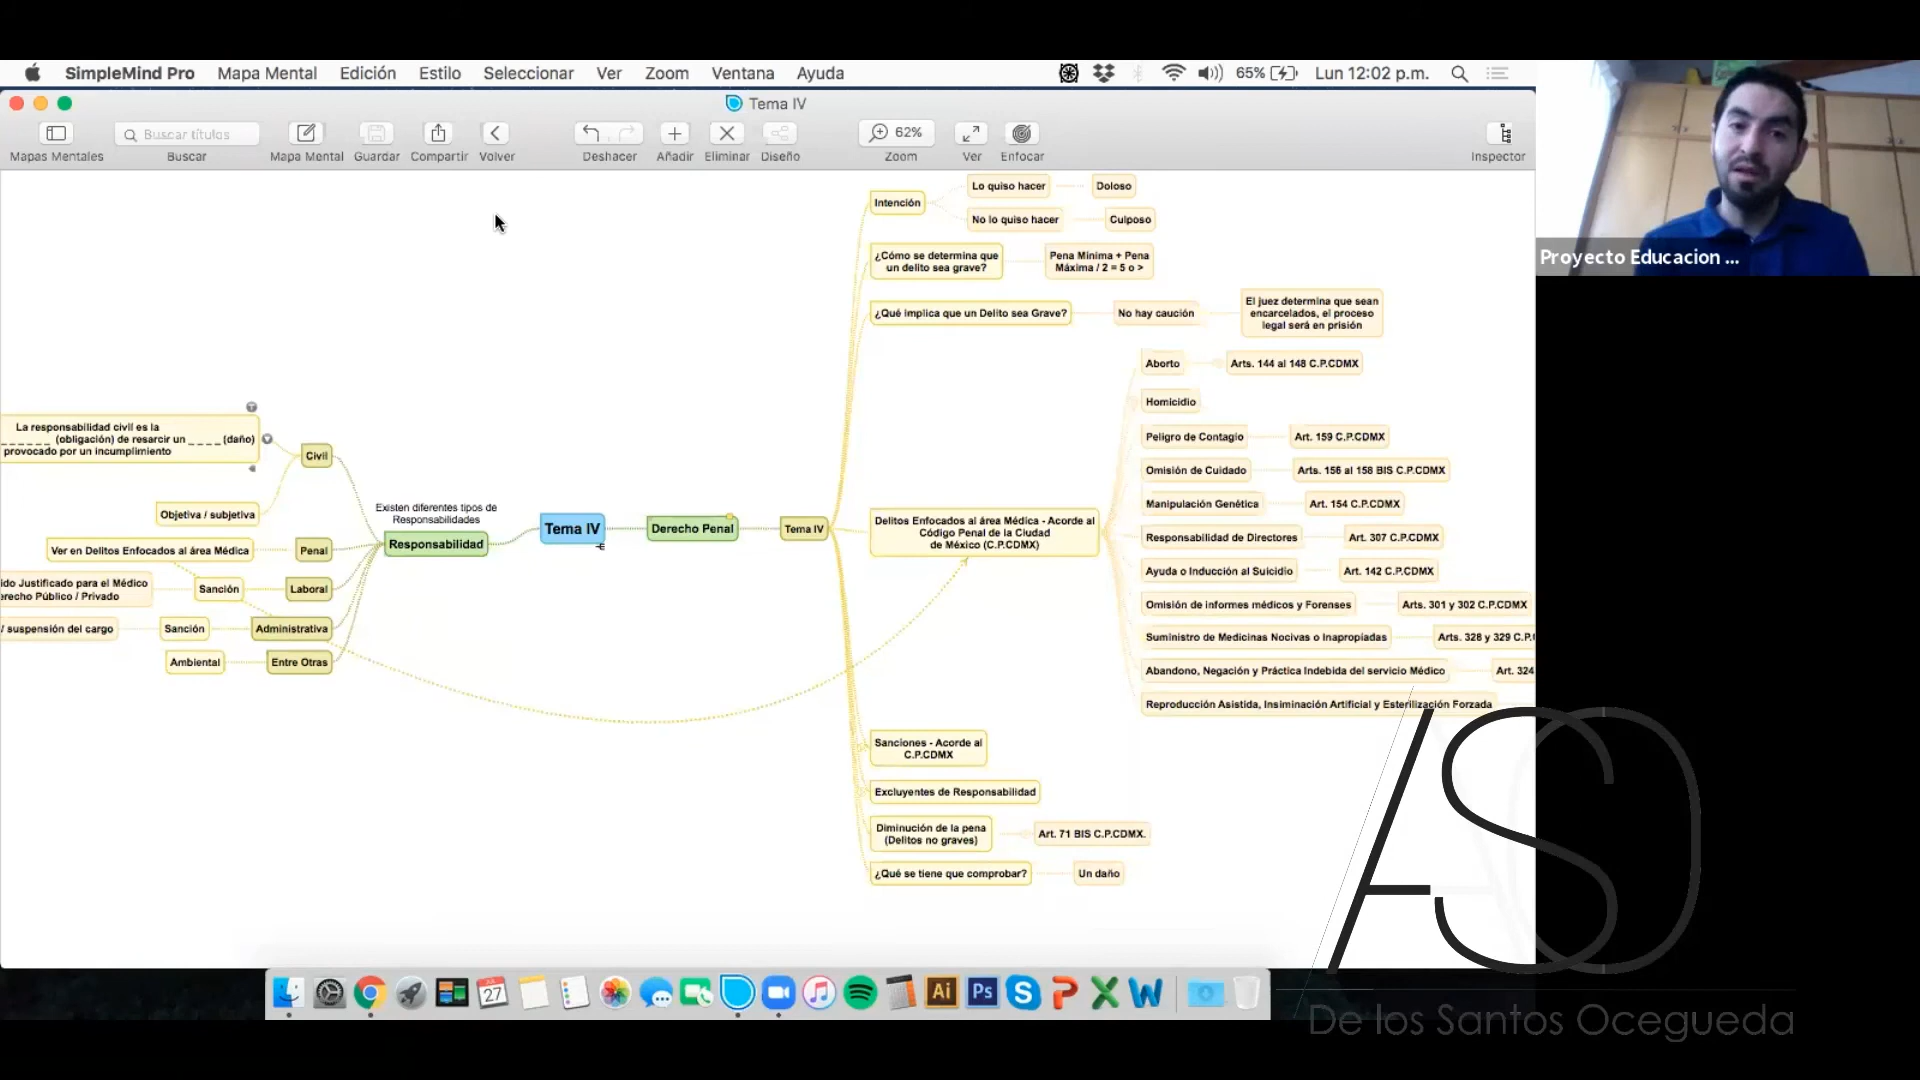 SimpleMind Pro Mapa Mental Edición Estilo Seleccionar Ver Zoom Ventana Ayuda 65% Lun 12:02 p.m.
Tema IV
Buscar títulos
62%
Mapas Mentales Buscar Mapa Mental Guardar Compartir Volver Deshacer Añadir Eliminar Diseño Zoom Ver Enfocar Inspector
Proyecto Educacion ...
La responsabilidad civil es la
_ _ _ _ _ _ (obligación) de resarcir un _ _ _ _ (daño)
provocado por un incumplimiento
Civil
Objetiva / subjetiva
Existen diferentes tipos de
Responsabilidades
Responsabilidad
Ver en Delitos Enfocados al área Médica
Penal
ido Justificado para el Médico
erecho Público / Privado
Sanción
Laboral
/ suspensión del cargo
Sanción
Administrativa
Ambiental
Entre Otras
Tema IV
Derecho Penal
Tema IV
Intención
Lo quiso hacer
Doloso
No lo quiso hacer
Culposo
¿Cómo se determina que
un delito sea grave?
Pena Mínima + Pena
Máxima / 2 = 5 o >
¿Qué implica que un Delito sea Grave?
No hay caución
El juez determina que sean
encarcelados, el proceso
legal será en prisión
Delitos Enfocados al área Médica - Acorde al
Código Penal de la Ciudad
de México (C.P.CDMX)
Aborto
Arts. 144 al 148 C.P.CDMX
Homicidio
Peligro de Contagio
Art. 159 C.P.CDMX
Omisión de Cuidado
Arts. 156 al 158 BIS C.P.CDMX
Manipulación Genética
Art. 154 C.P.CDMX
Responsabilidad de Directores
Art. 307 C.P.CDMX
Ayuda o Inducción al Suicidio
Art. 142 C.P.CDMX
Omisión de informes médicos y Forenses
Arts. 301 y 302 C.P.CDMX
Suministro de Medicinas Nocivas o Inapropiadas
Arts. 328 y 329 C.P.
Abandono, Negación y Práctica Indebida del servicio Médico
Art. 324
Reproducción Asistida, Insiminación Artificial y Esterilización Forzada
Sanciones - Acorde al
C.P.CDMX
Excluyentes de Responsabilidad
Diminución de la pena
(Delitos no graves)
Art. 71 BIS C.P.CDMX.
¿Qué se tiene que comprobar?
Un daño
27
Ai Ps
ASO
De los Santos Ocegueda